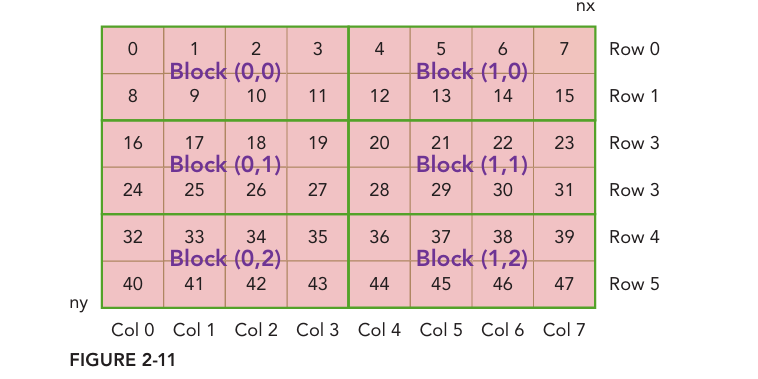 nx
0 1 2 3 4 5 6 7 Row 0
Block (0,0) Block (1,0)
8 9 10 11 12 13 14 15 Row 1
16 17 18 19 20 21 22 23 Row 3
Block (0,1) Block (1,1)
24 25 26 27 28 29 30 31 Row 3
32 33 34 35 36 37 38 39 Row 4
Block (0,2) Block (1,2)
40 41 42 43 44 45 46 47 Row 5
ny
Col 0 Col 1 Col 2 Col 3 Col 4 Col 5 Col 6 Col 7
FIGURE 2-11